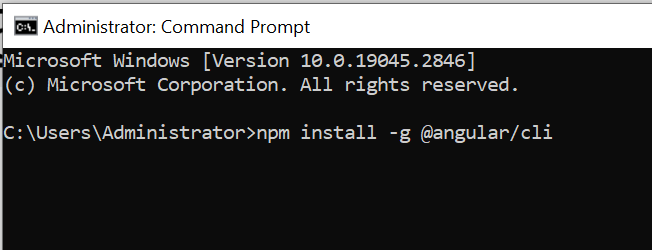 Administrator: Command Prompt
Microsoft Windows [Version 10.0.19045.2846]
(c) Microsoft Corporation. All rights reserved.
C:\Users\Administrator>npm install -g @angular/cli